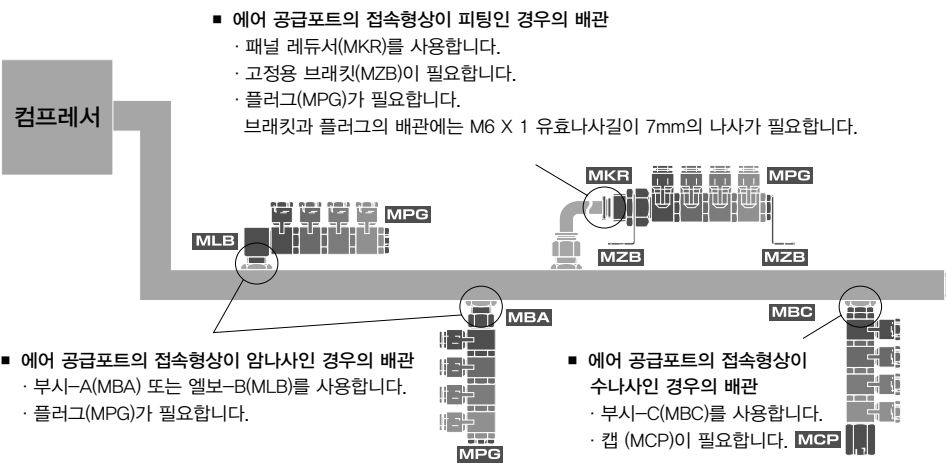 ■ 에어 공급포트의 접속형상이 피팅인 경우의 배관
· 패널 레듀서(MKR)를 사용합니다.
· 고정용 브래킷(MZB)이 필요합니다.
· 플러그(MPG)가 필요합니다.
브래킷과 플러그의 배관에는 M6 X 1 유효나사길이 7mm의 나사가 필요합니다.
컴프레서
MKR
MPG
MPG
MLB
MZB
MZB
MBA
MBC
■ 에어 공급포트의 접속형상이 암나사인 경우의 배관
· 부시-A(MBA) 또는 엘보-B(MLB)를 사용합니다.
· 플러그(MPG)가 필요합니다.
MPG
■ 에어 공급포트의 접속형상이
수나사인 경우의 배관
· 부시-C(MBC)를 사용합니다.
· 캡 (MCP)이 필요합니다.
MCP